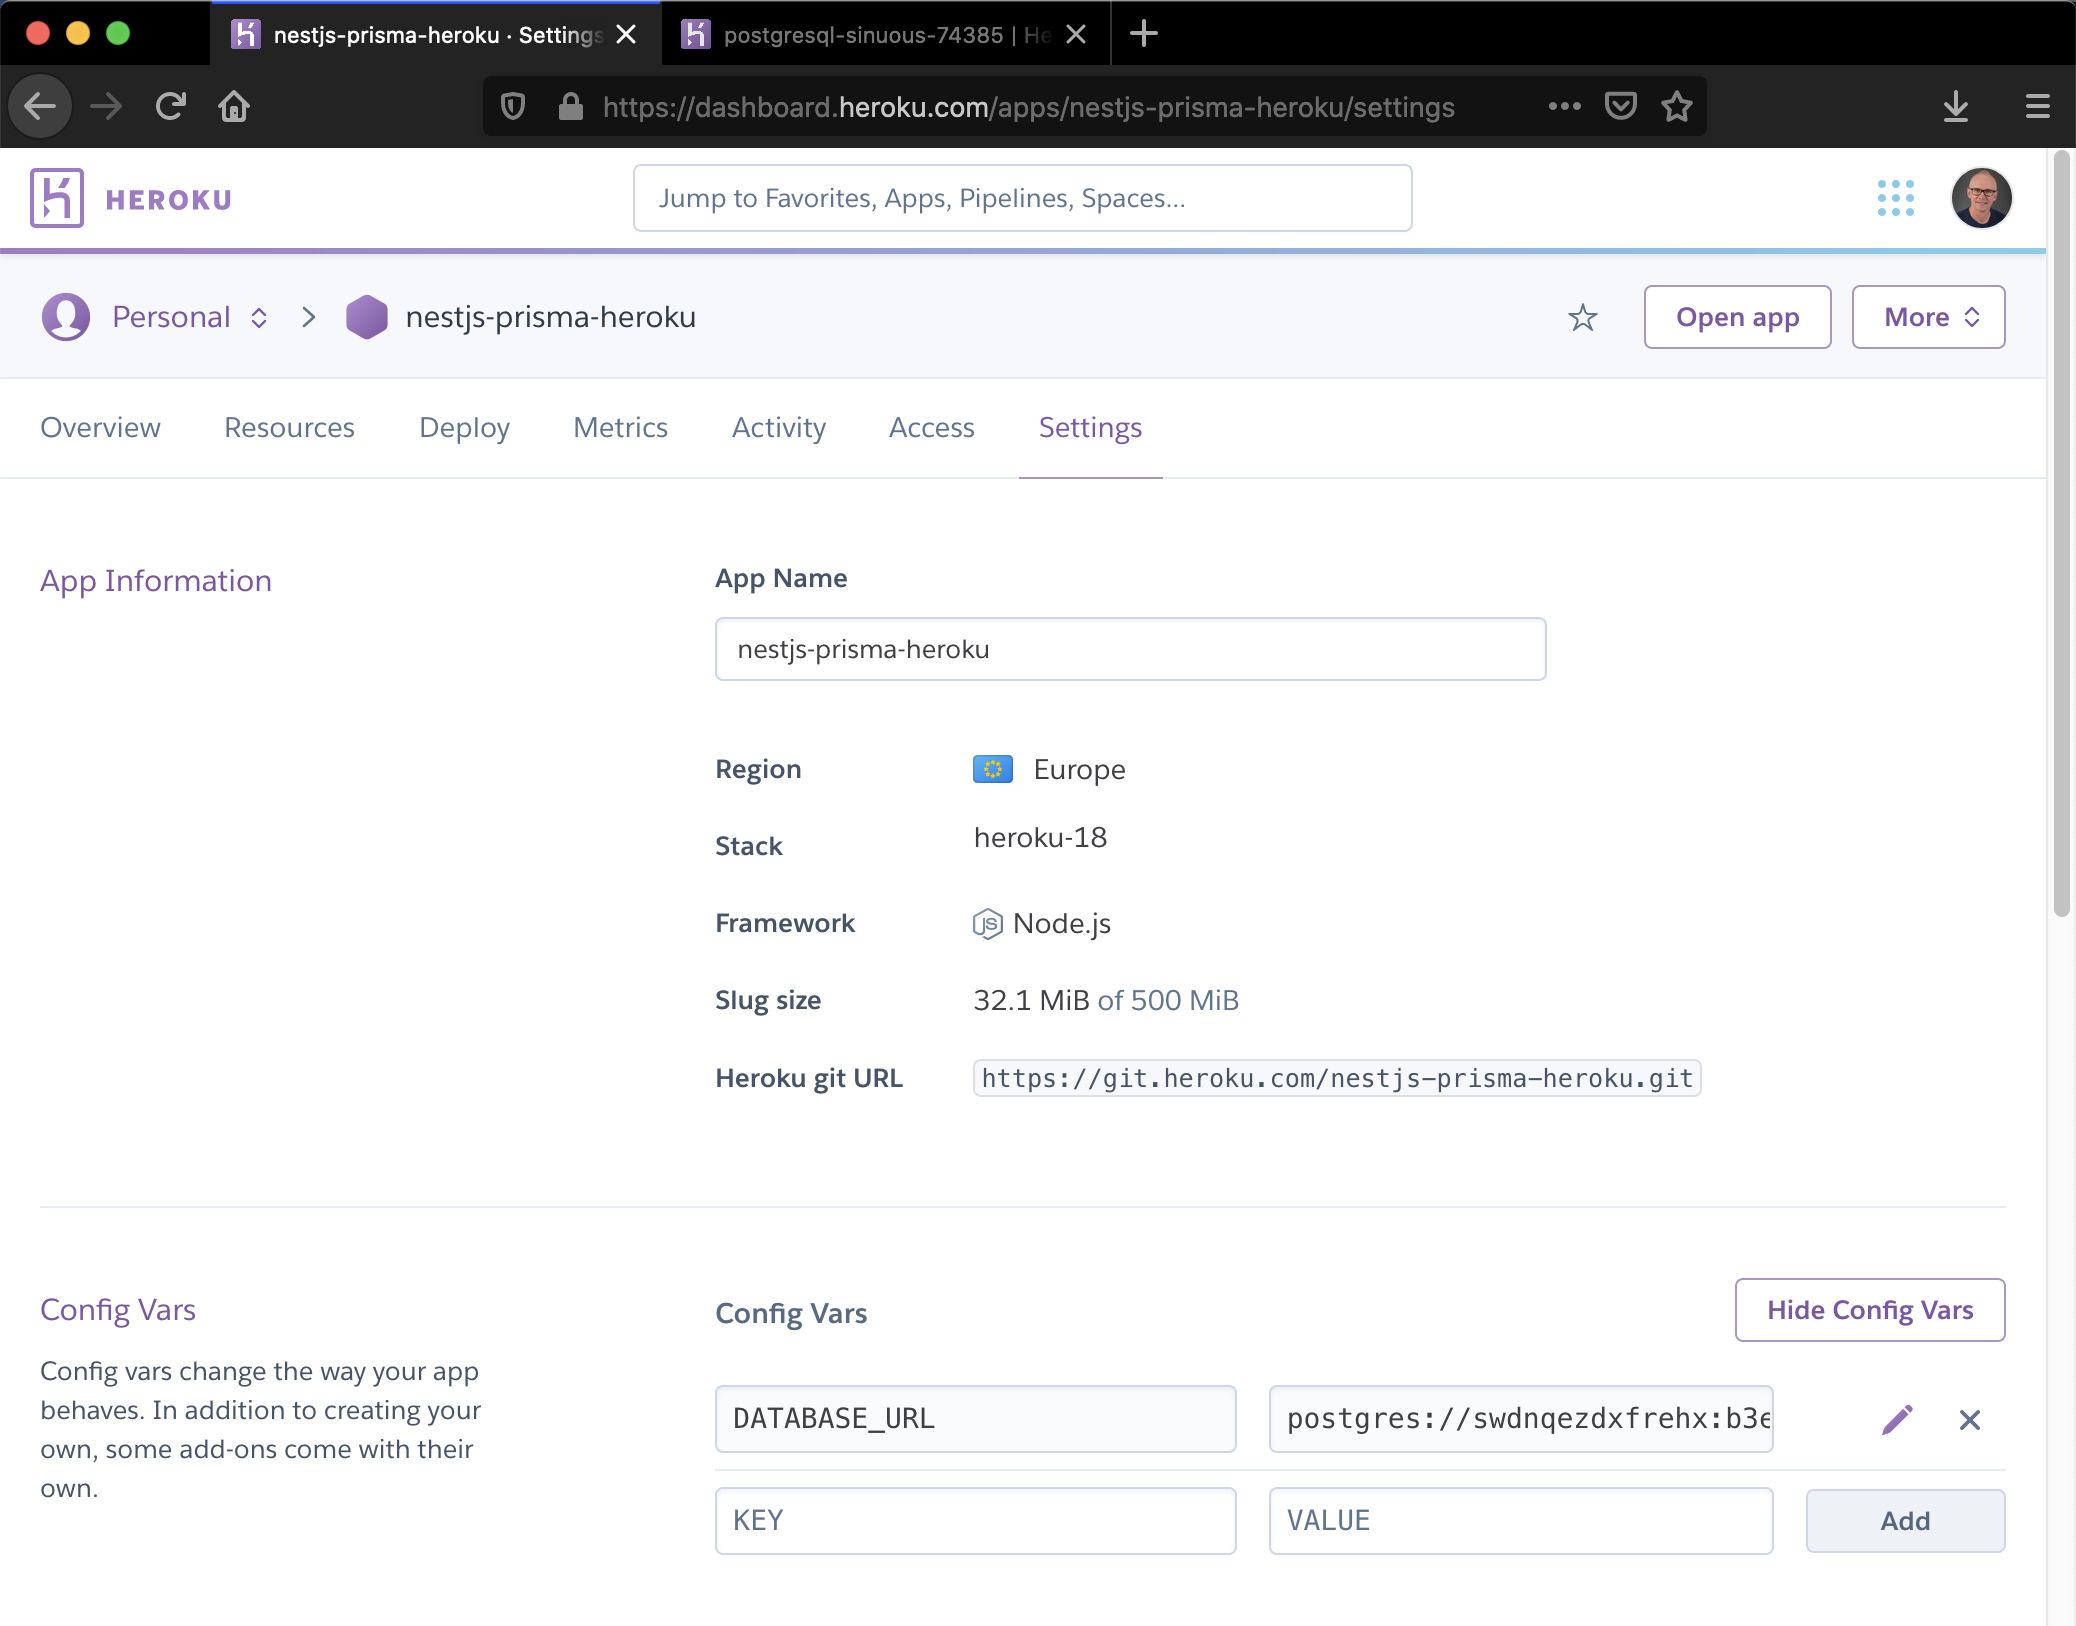 nestjs-prisma-heroku · Settings
postgresql-sinuous-74385 | He
https://dashboard.heroku.com/apps/nestjs-prisma-heroku/settings
HEROKU
Jump to Favorites, Apps, Pipelines, Spaces...
Personal
nestjs-prisma-heroku
Open app
More
Overview
Resources
Deploy
Metrics
Activity
Access
Settings
App Information
App Name
nestjs-prisma-heroku
Region
Europe
Stack
heroku-18
Framework
JS
Node.js
Slug size
32.1 MiB of 500 MiB
Heroku git URL
https://git.heroku.com/nestjs-prisma-heroku.git
Config Vars
Config vars change the way your app
behaves. In addition to creating your
own, some add-ons come with their
own.
Config Vars
Hide Config Vars
DATABASE_URL
postgres://swdnqezdxfrehx:b3e
KEY
VALUE
Add